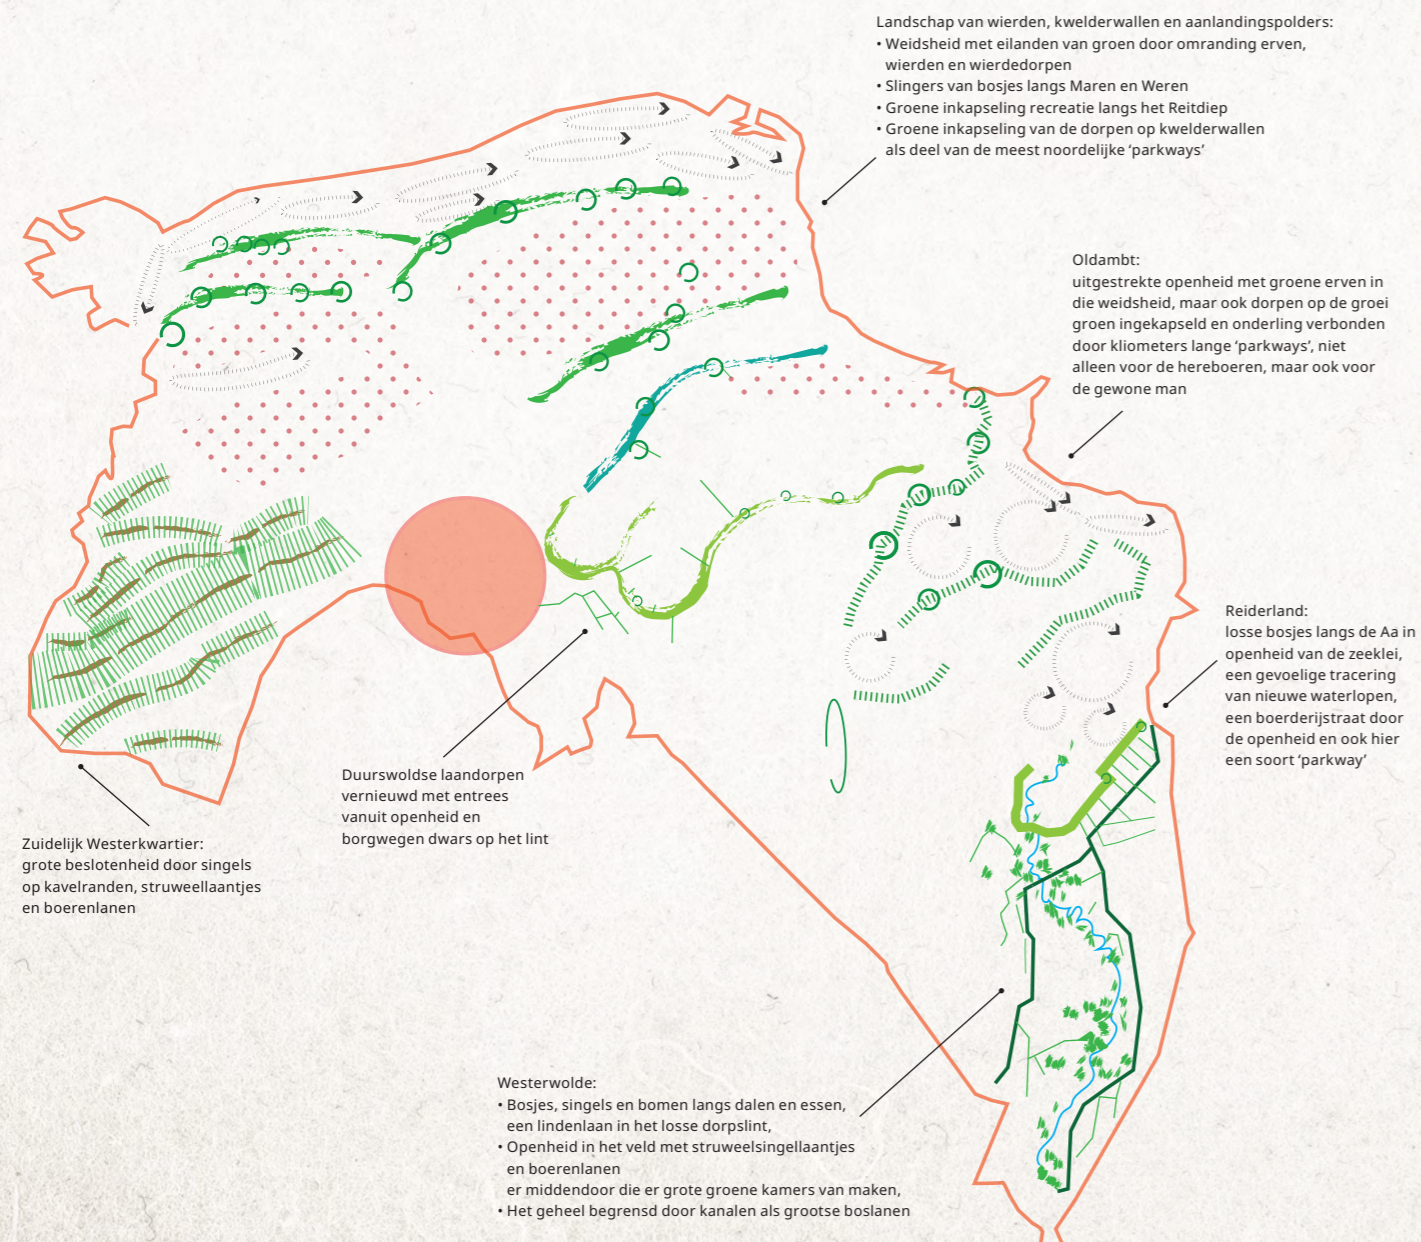 Landschap van wierden, kwelderwallen en aanlandingspolders:
• Weidsheid met eilanden van groen door omranding erven,
wierden en wierdedorpen
• Slingers van bosjes langs Maren en Weren
• Groene inkapseling recreatie langs het Reitdiep
• Groene inkapseling van de dorpen op kwelderwallen
als deel van de meest noordelijke ‘parkways’
Oldambt:
uitgestrekte openheid met groene erven in
die weidsheid, maar ook dorpen op de groei
groen ingekapseld en onderling verbonden
door kliometers lange ‘parkways’, niet
alleen voor de hereboeren, maar ook voor
de gewone man
Reiderland:
losse bosjes langs de Aa in
openheid van de zeeklei,
een gevoelige tracering
van nieuwe waterlopen,
een boerderijstraat door
de openheid en ook hier
een soort ‘parkway’
Duurswoldse laandorpen
vernieuwd met entrees
vanuit openheid en
borgwegen dwars op het lint
Zuidelijk Westerkwartier:
grote beslotenheid door singels
op kavelranden, struweellaantjes
en boerenlanen
Westerwolde:
• Bosjes, singels en bomen langs dalen en essen,
een lindenlaan in het losse dorpslint,
• Openheid in het veld met struweelsingellaantjes
en boerenlanen
er middendoor die er grote groene kamers van maken,
• Het geheel begrensd door kanalen als grootse boslanen